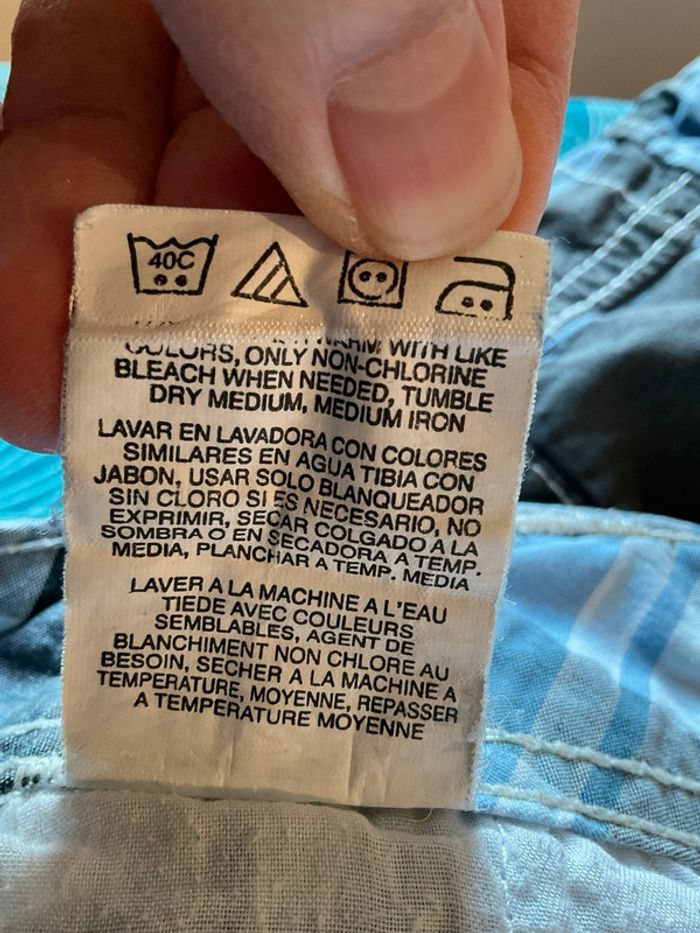 40C
COLORS, ONLY NON-CHLORINE
BLEACH WHEN NEEDED, TUMBLE
DRY MEDIUM, MEDIUM IRON
LAVAR EN LAVADORA CON COLORES
SIMILARES EN AGUA TIBIA CON
JABON, USAR SOLO BLANQUEADOR
SIN CLORO SI ES NECESARIO, NO
EXPRIMIR, SECAR COLGADO A LA
SOMBRA O EN SECADORA A TEMP.
MEDIA, PLANCHAR A TEMP. MEDIA
LAVER A LA MACHINE A L'EAU
TIEDE AVEC COULEURS
SEMBLABLES, AGENT DE
BLANCHIMENT NON CHLORE AU
BESOIN, SECHER A LA MACHINE A
TEMPERATURE, MOYENNE, REPASSER
A TEMPERATURE MOYENNE